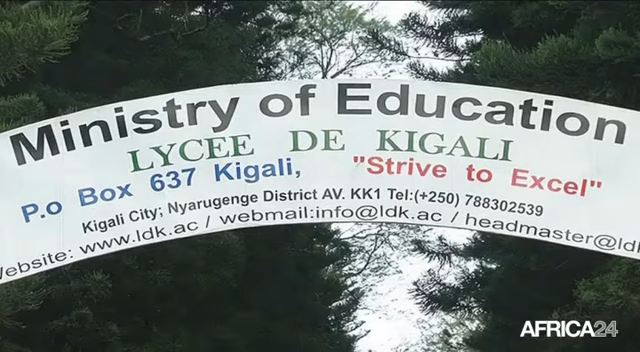 Ministry of Education
LYCEE DE KIGALI
P.o Box 637 Kigali, "Strive to Excel"
Kigali City; Nyarugenge District AV. KK1 Tel:(+250) 788302539
Website: www.ldk.ac / webmail:info@ldk.ac / headmaster@ld
AFRICA24